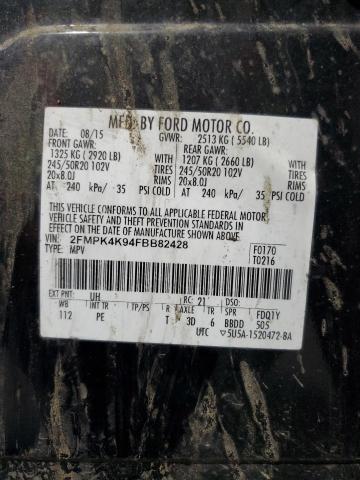 MFD. BY FORD MOTOR CO.
DATE: 08/15 GVWR: 2513 KG ( 5540 LB)
FRONT GAWR: REAR GAWR:
1325 KG ( 2920 LB) 1207 KG ( 2660 LB)
245/50R20 102V TIRES 245/50R20 102V TIRES
20x8.0J RIMS 20x8.0J RIMS
AT 240 kPa/ 35 PSI COLD AT 240 kPa/ 35 PSI COLD
THIS VEHICLE CONFORMS TO ALL APPLICABLE FEDERAL MOTOR
VEHICLE SAFETY AND THEFT PREVENTION STANDARDS IN EFFECT ON THE
DATE OF MANUFACTURE SHOWN ABOVE.
VIN: 2FMPK4K94FBB82428 F0170
TYPE: MPV T0216
EXT PNT: UH RC: 21 DSO:
WB INT TR TP/PS R AXLE TR SPR FDQ1Y
112 PE T 3D 6 BBDD 505
UTC ▽5U5A-1520472-BA